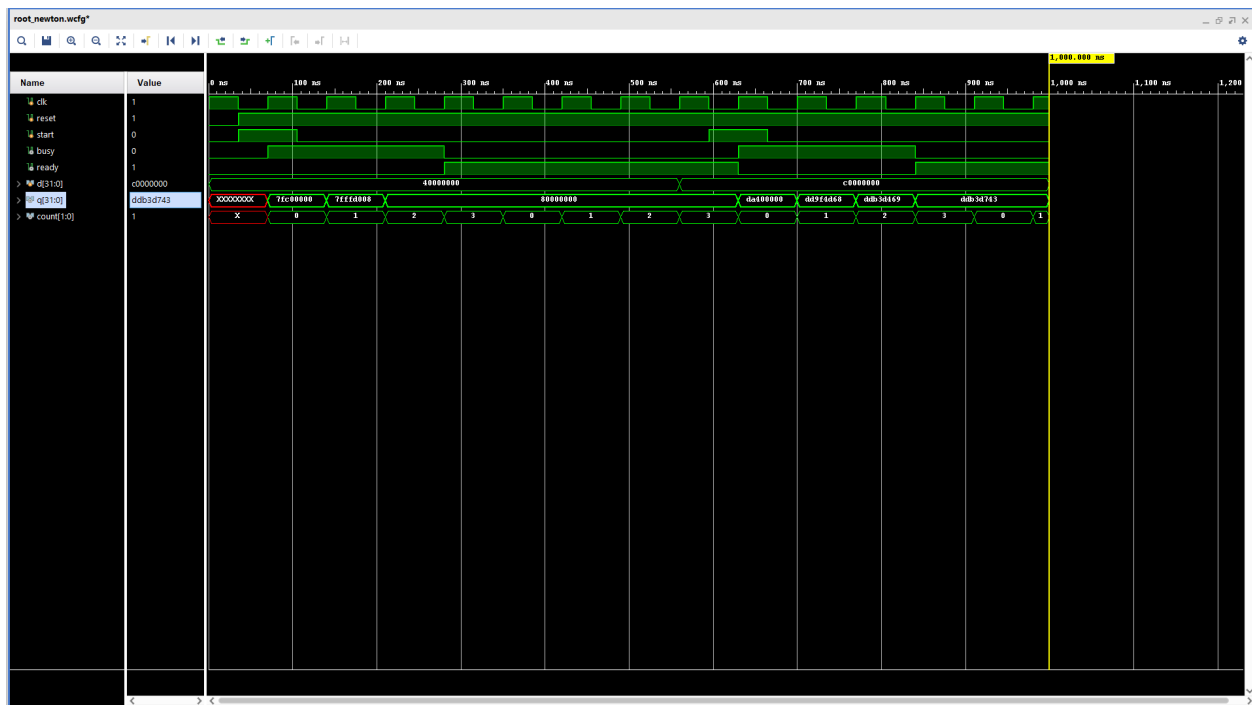 root_newton.wcfg*
1,000.000 ns
Name Value
0 ns 100 ns 200 ns 300 ns 400 ns 500 ns 600 ns 700 ns 800 ns 900 ns 1,000 ns 1,100 ns 1,200
clk 1
reset 1
start 0
busy 0
ready 1
d[31:0] c0000000 40000000 c0000000
q[31:0] ddb3d743 XXXXXXXX 7fc00000 7fffd008 80000000 da400000 dd9f4d68 ddb3d469 ddb3d743
count[1:0] 1 X 0 1 2 3 0 1 2 3 0 1 2 3 0 1